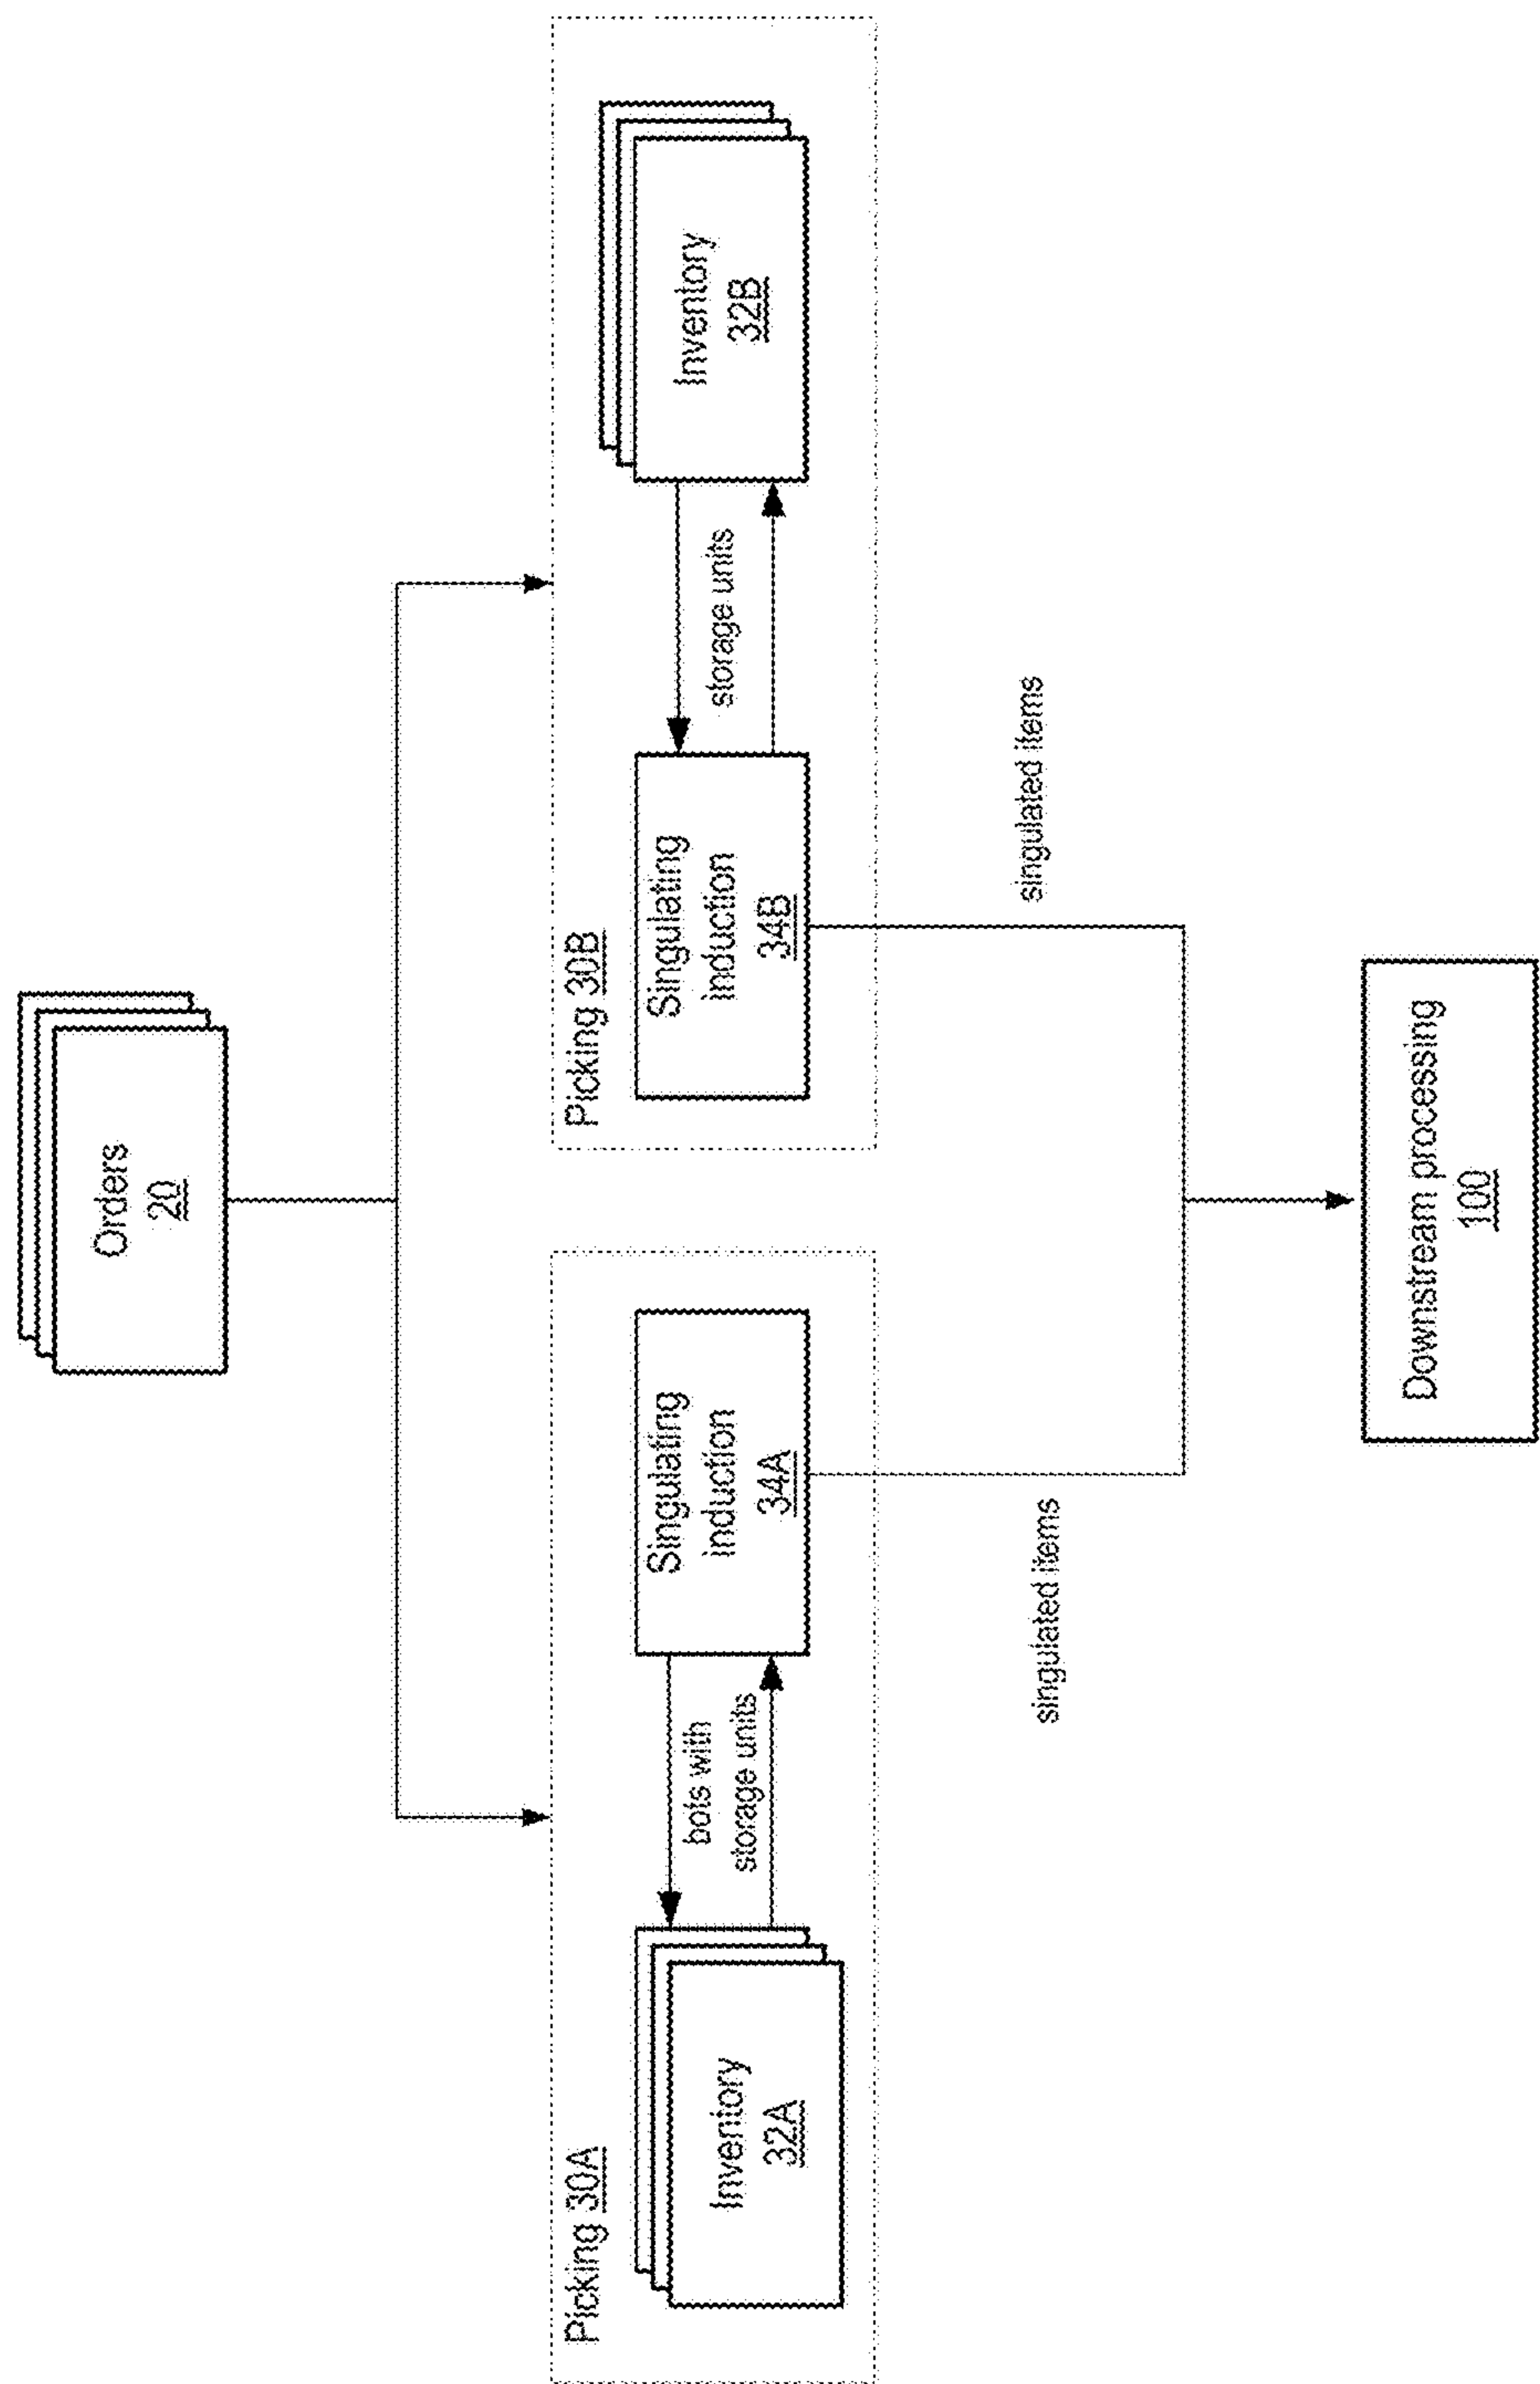 Orders
20
Picking 30A
Inventory
32A
bots with
storage units
Singulating
induction
34A
Picking 30B
Singulating
induction
34B
storage units
Inventory
32B
singulated items
singulated items
Downstream processing
100